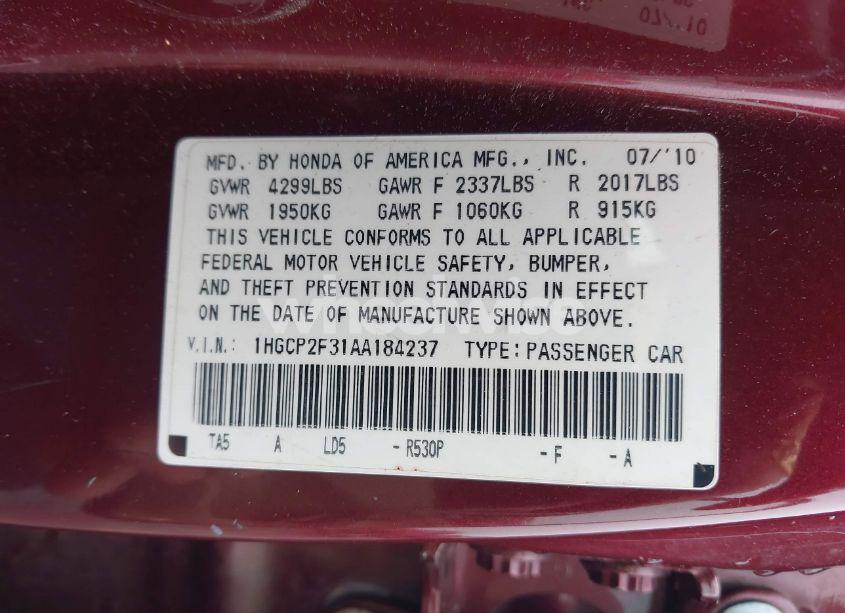 07/'10
MFD. BY HONDA OF AMERICA MFG., INC. 07/'10
GVWR 4299LBS GAWR F 2337LBS R 2017LBS
GVWR 1950KG GAWR F 1060KG R 915KG
THIS VEHICLE CONFORMS TO ALL APPLICABLE
FEDERAL MOTOR VEHICLE SAFETY, BUMPER,
AND THEFT PREVENTION STANDARDS IN EFFECT
ON THE DATE OF MANUFACTURE SHOWN ABOVE.
V.I.N.: 1HGCP2F31AA184237 TYPE:PASSENGER CAR
TA5 A LD5 -R530P -F -A